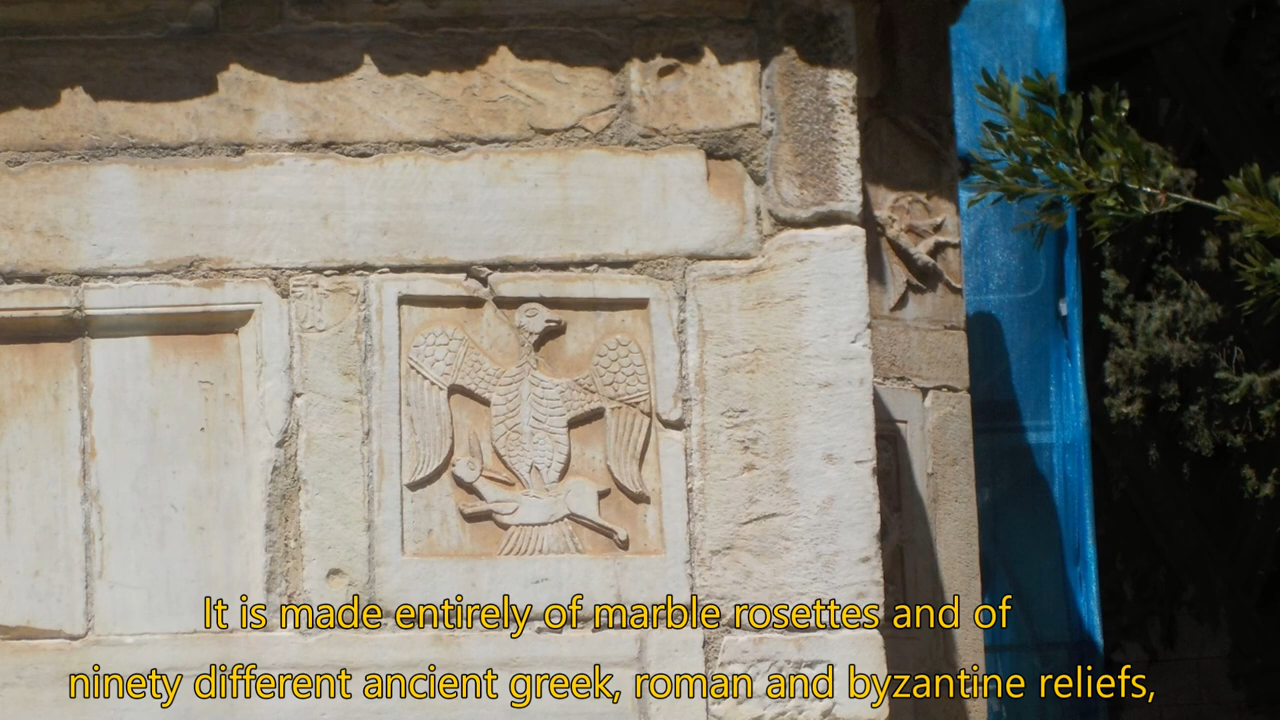 It is made entirely of marble rosettes and of
ninety different ancient greek, roman and byzantine reliefs,